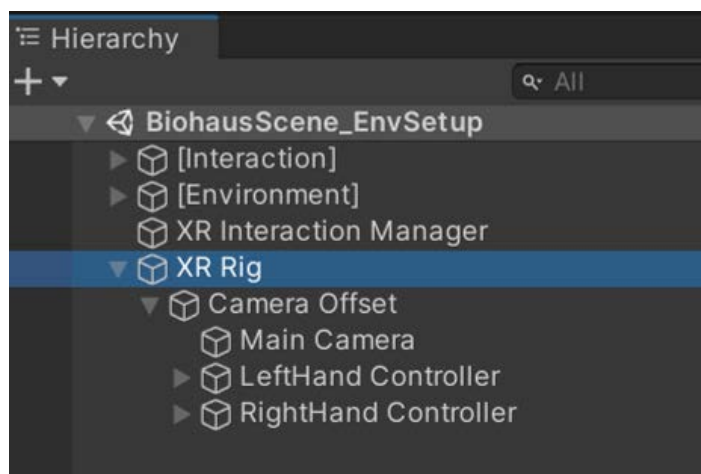 Hierarchy
All
BiohausScene_EnvSetup
[Interaction]
[Environment]
XR Interaction Manager
XR Rig
Camera Offset
Main Camera
LeftHand Controller
RightHand Controller